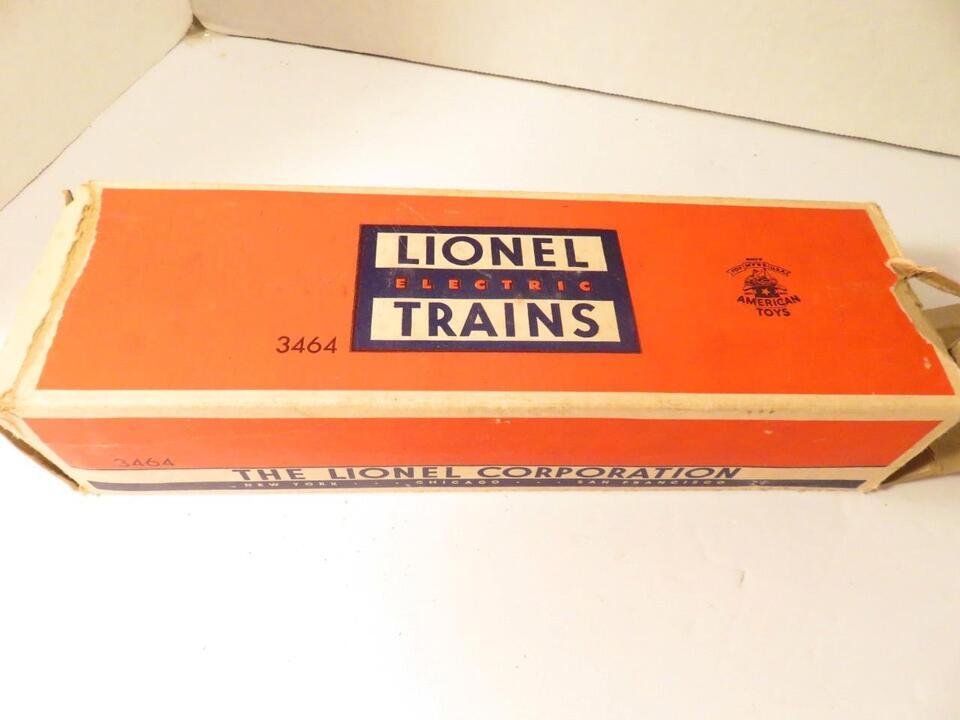 LIONEL
ELECTRIC
TRAINS
3464
AMERICAN
TOYS
3464
THE LIONEL CORPORATION
NEW YORK · · CHICAGO · · SAN FRANCISCO